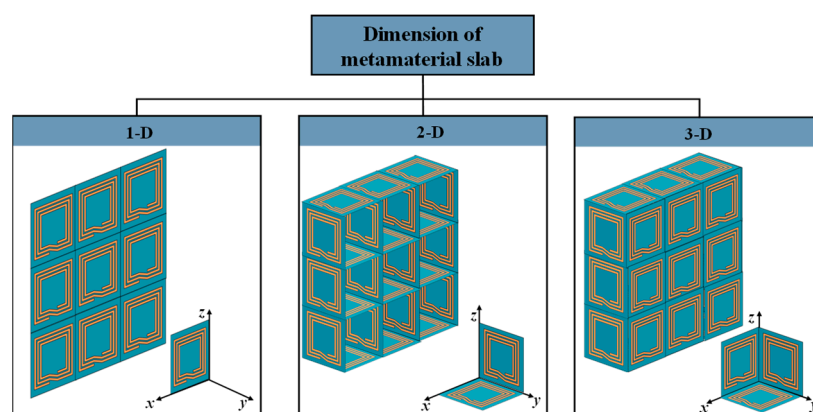 Dimension of
metamaterial slab
1-D
2-D
3-D
z
x
y
z
x
y
z
x
y